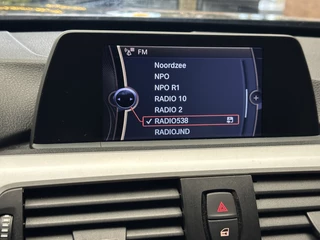 FM
Noordzee
NPO
NPO R1
RADIO 10
RADIO 2
RADIO538
RADIOJND